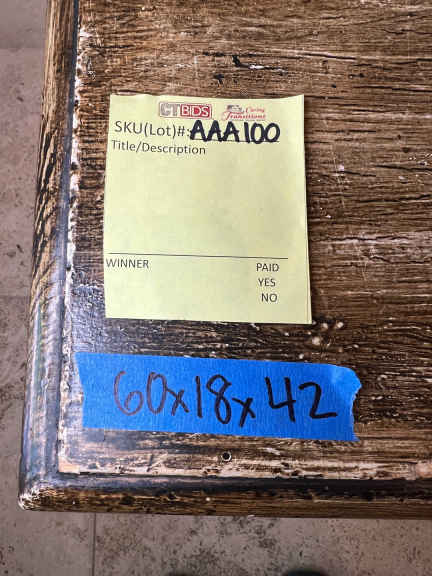 CTBIDS Caring Transitions
SKU(Lot)#: AAA100
Title/Description
WINNER PAID
YES
NO
60x18x42